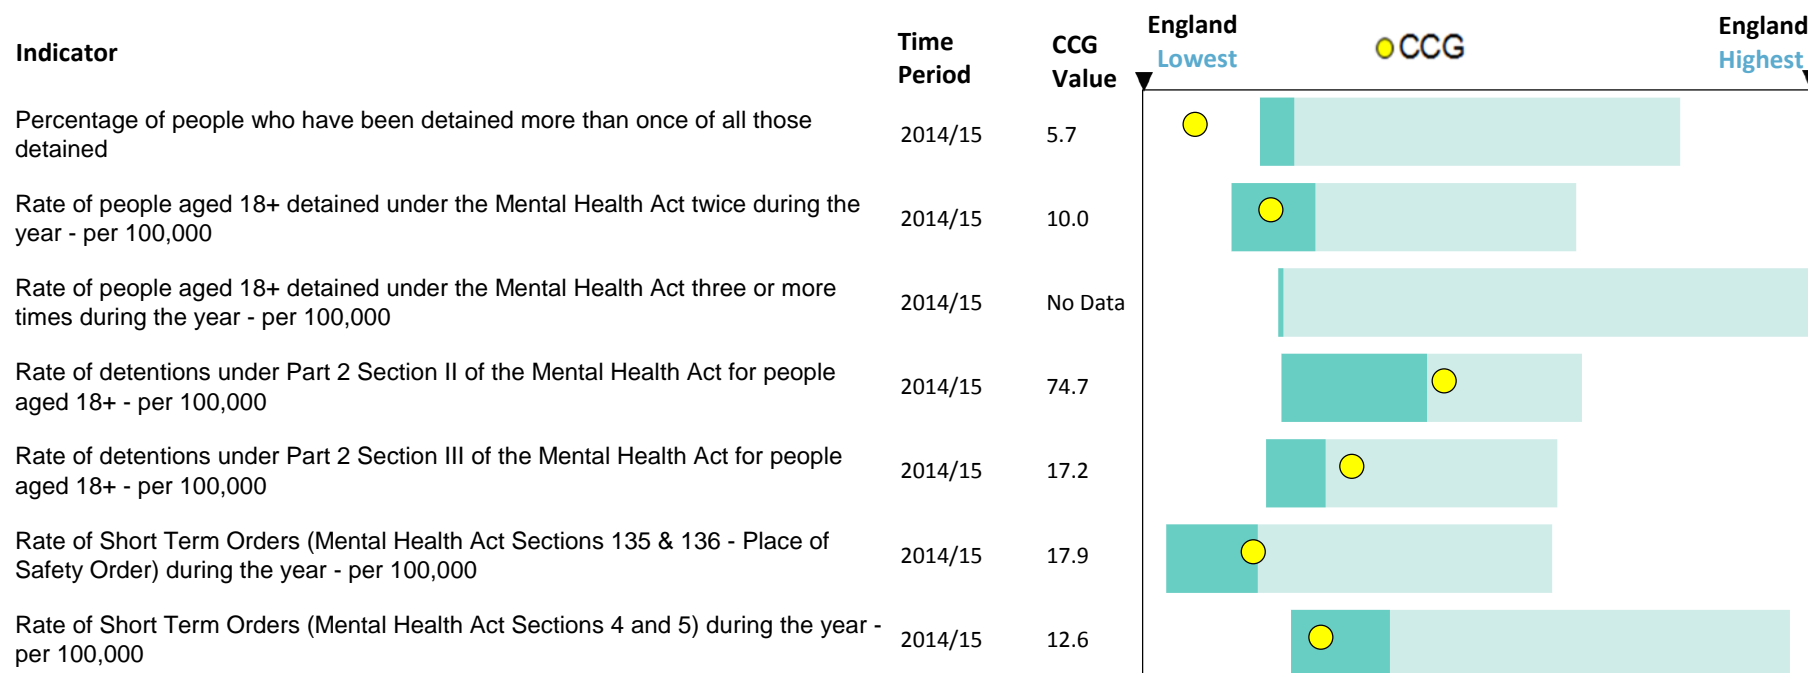 Indicator
Time
Period
CCG
Value
England
Lowest
CCG
England
Highest
Percentage of people who have been detained more than once of all those
detained
2014/15
5.7
Rate of people aged 18+ detained under the Mental Health Act twice during the
year - per 100,000
2014/15
10.0
Rate of people aged 18+ detained under the Mental Health Act three or more
times during the year - per 100,000
2014/15
No Data
Rate of detentions under Part 2 Section II of the Mental Health Act for people
aged 18+ - per 100,000
2014/15
74.7
Rate of detentions under Part 2 Section III of the Mental Health Act for people
aged 18+ - per 100,000
2014/15
17.2
Rate of Short Term Orders (Mental Health Act Sections 135 & 136 - Place of
Safety Order) during the year - per 100,000
2014/15
17.9
Rate of Short Term Orders (Mental Health Act Sections 4 and 5) during the year -
per 100,000
2014/15
12.6